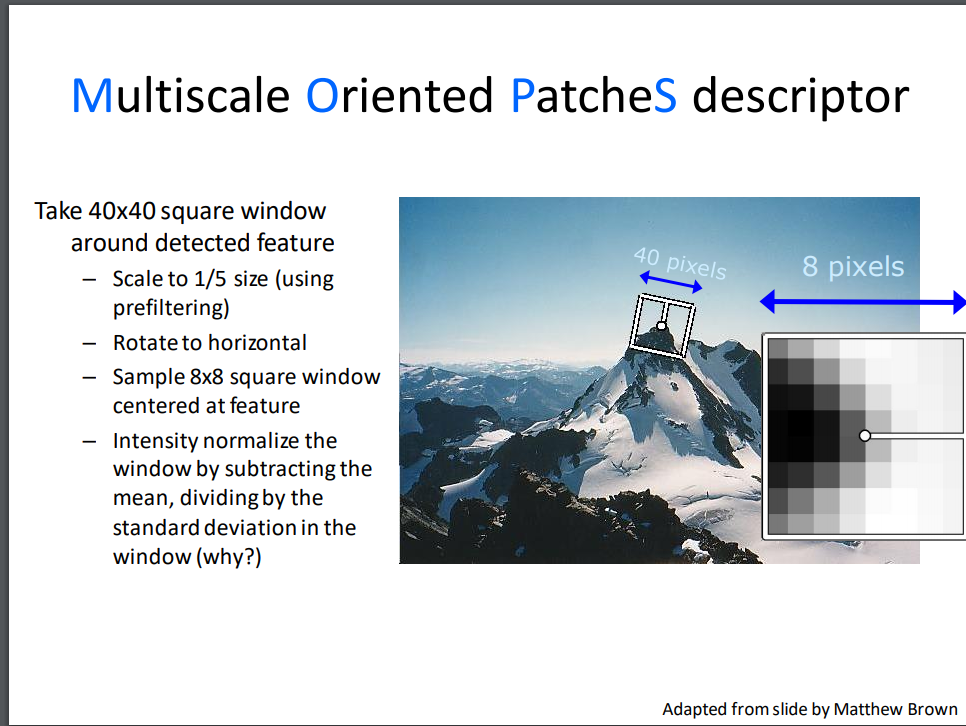 Multiscale Oriented PatcheS descriptor
Take 40x40 square window
around detected feature
– Scale to 1/5 size (using
prefiltering)
– Rotate to horizontal
– Sample 8x8 square window
centered at feature
– Intensity normalize the
window by subtracting the
mean, dividing by the
standard deviation in the
window (why?)
40 pixels
8 pixels
Adapted from slide by Matthew Brown